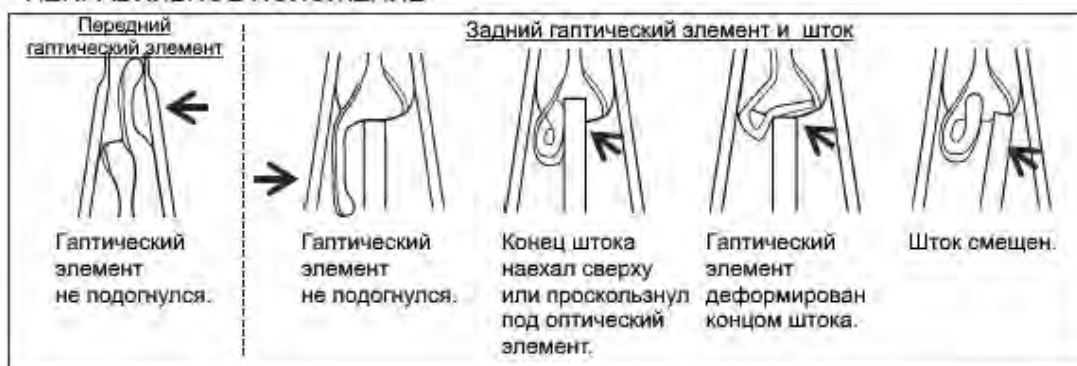 Передний
гаптический элемент
Гаптический
элемент
не подогнулся.
Задний гаптический элемент и шток
Гаптический
элемент
не подогнулся.
Конец штока
наехал сверху
или проскользнул
под оптический
элемент.
Гаптический
элемент
деформирован
концом штока.
Шток смещен.